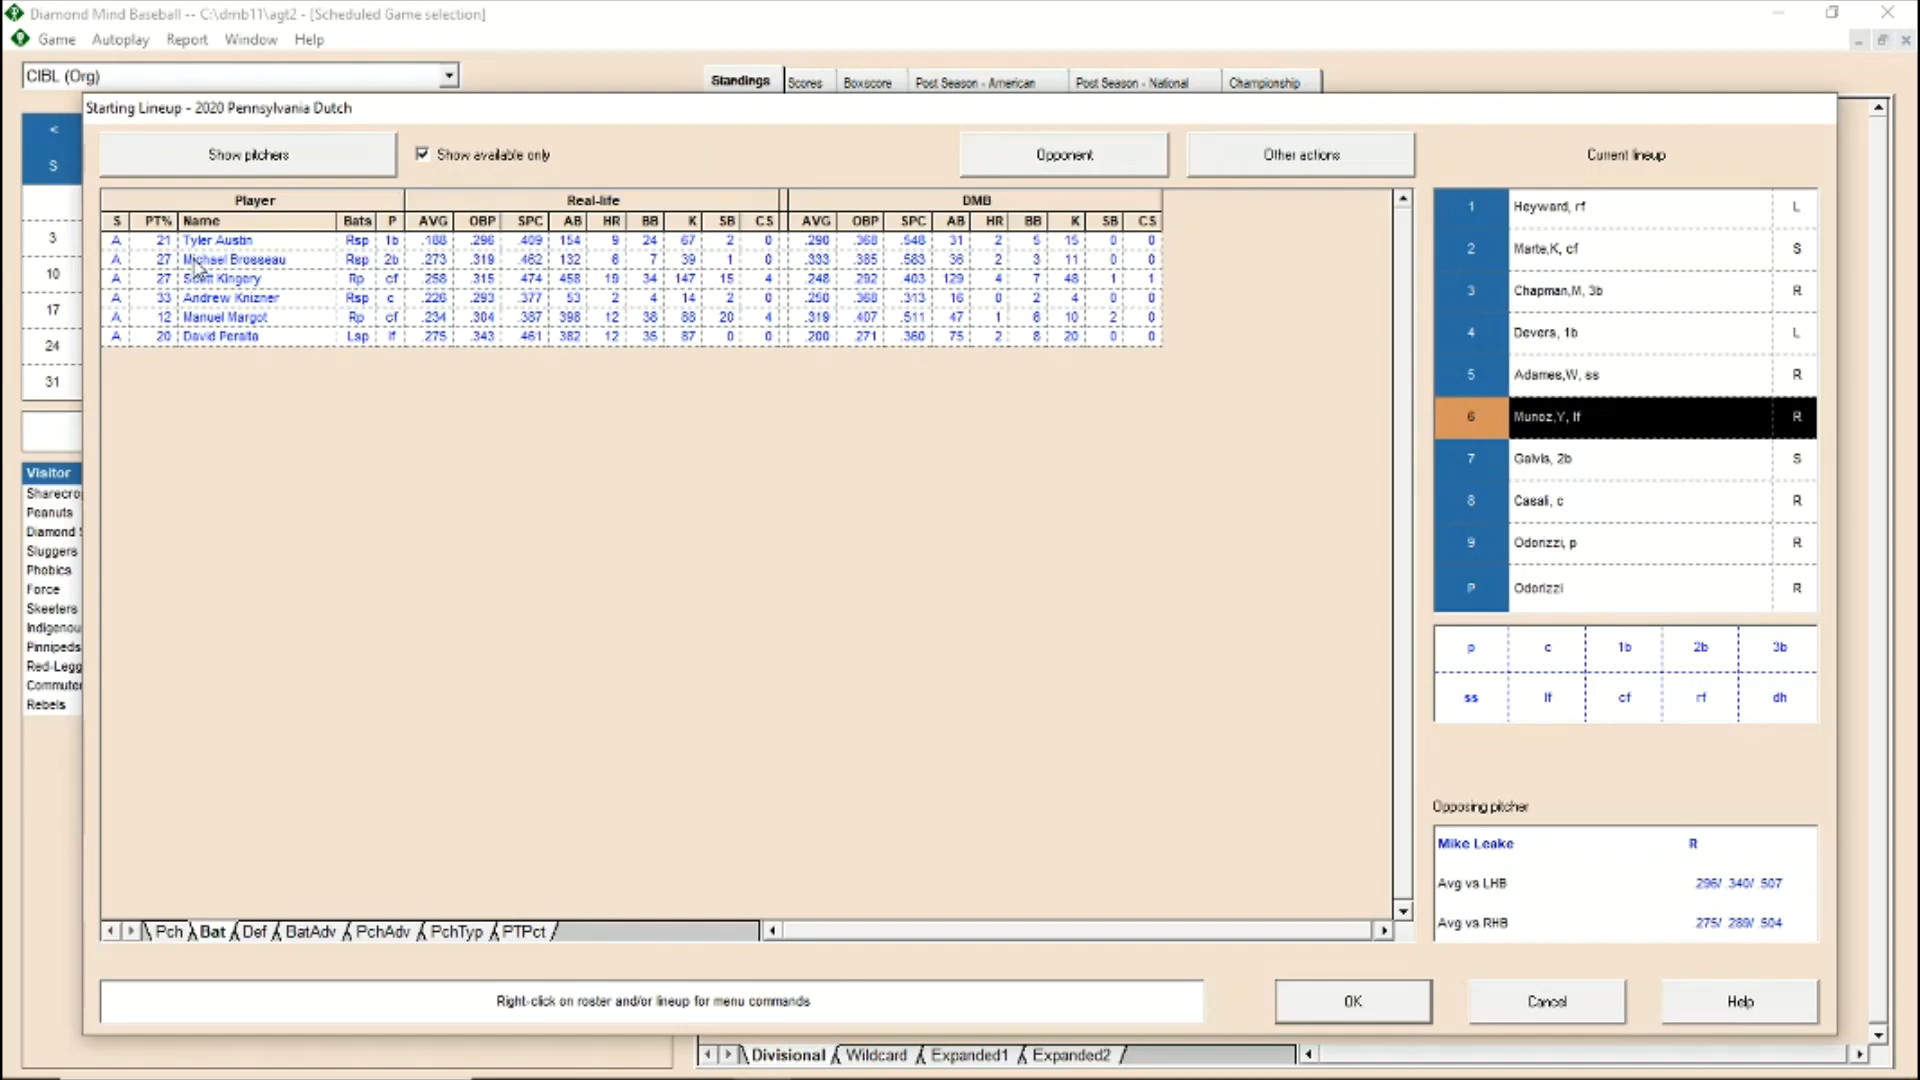 Diamond Mind Baseball -- C:\dmb11\agt2 - [Scheduled Game selection]
Game Autoplay Report Window Help
CIBL (Org)
Standings Scores Boxscore Post Season - American Post Season - National Championship
Starting Lineup - 2020 Pennsylvania Dutch
<
S
3
10
17
24
31
Visitor
Sharecro
Peanuts
Diamond
Sluggers
Phobics
Force
Skeeters
Indigenou
Pinnipeds
Red-Legg
Commuter
Rebels
Show pitchers Show available only Opponent Other actions
Player Real-life DMB
S PT% Name Bats P AVG OBP SPC AB HR BB K SB CS AVG OBP SPC AB HR BB K SB CS
A 21 Tyler Austin Rsp 1b .188 .296 .409 154 9 24 67 2 0 .290 .368 .548 31 2 5 15 0 0
A 27 Michael Brosseau Rsp 2b .273 .319 .462 132 6 7 39 1 0 .333 .385 .583 36 2 3 11 0 0
A 27 Scott Kingery Rp cf .258 .315 .474 458 19 34 147 15 4 .248 .292 .403 129 4 7 48 1 1
A 33 Andrew Knizner Rsp c .226 .293 .377 53 2 4 14 2 0 .250 .368 .313 16 0 2 4 0 0
A 12 Manuel Margot Rp cf .234 .304 .387 398 12 38 88 20 4 .319 .407 .511 47 1 6 10 2 0
A 20 David Peralta Lsp lf .275 .343 .461 382 12 35 87 0 0 .200 .271 .360 75 2 8 20 0 0
Pch Bat Def BatAdv PchAdv PchTyp PTPct
Right-click on roster and/or lineup for menu commands
Current lineup
1 Heyward, rf L
2 Marte,K, cf S
3 Chapman,M, 3b R
4 Devers, 1b L
5 Adames,W, ss R
6 Munoz,Y, lf R
7 Galvis, 2b S
8 Casali, c R
9 Odorizzi, p R
P Odorizzi R
p c 1b 2b 3b
ss lf cf rf dh
Opposing pitcher
Mike Leake R
Avg vs LHB .296/ .340/ .507
Avg vs RHB .275/ .289/ .504
OK Cancel Help
Divisional Wildcard Expanded1 Expanded2